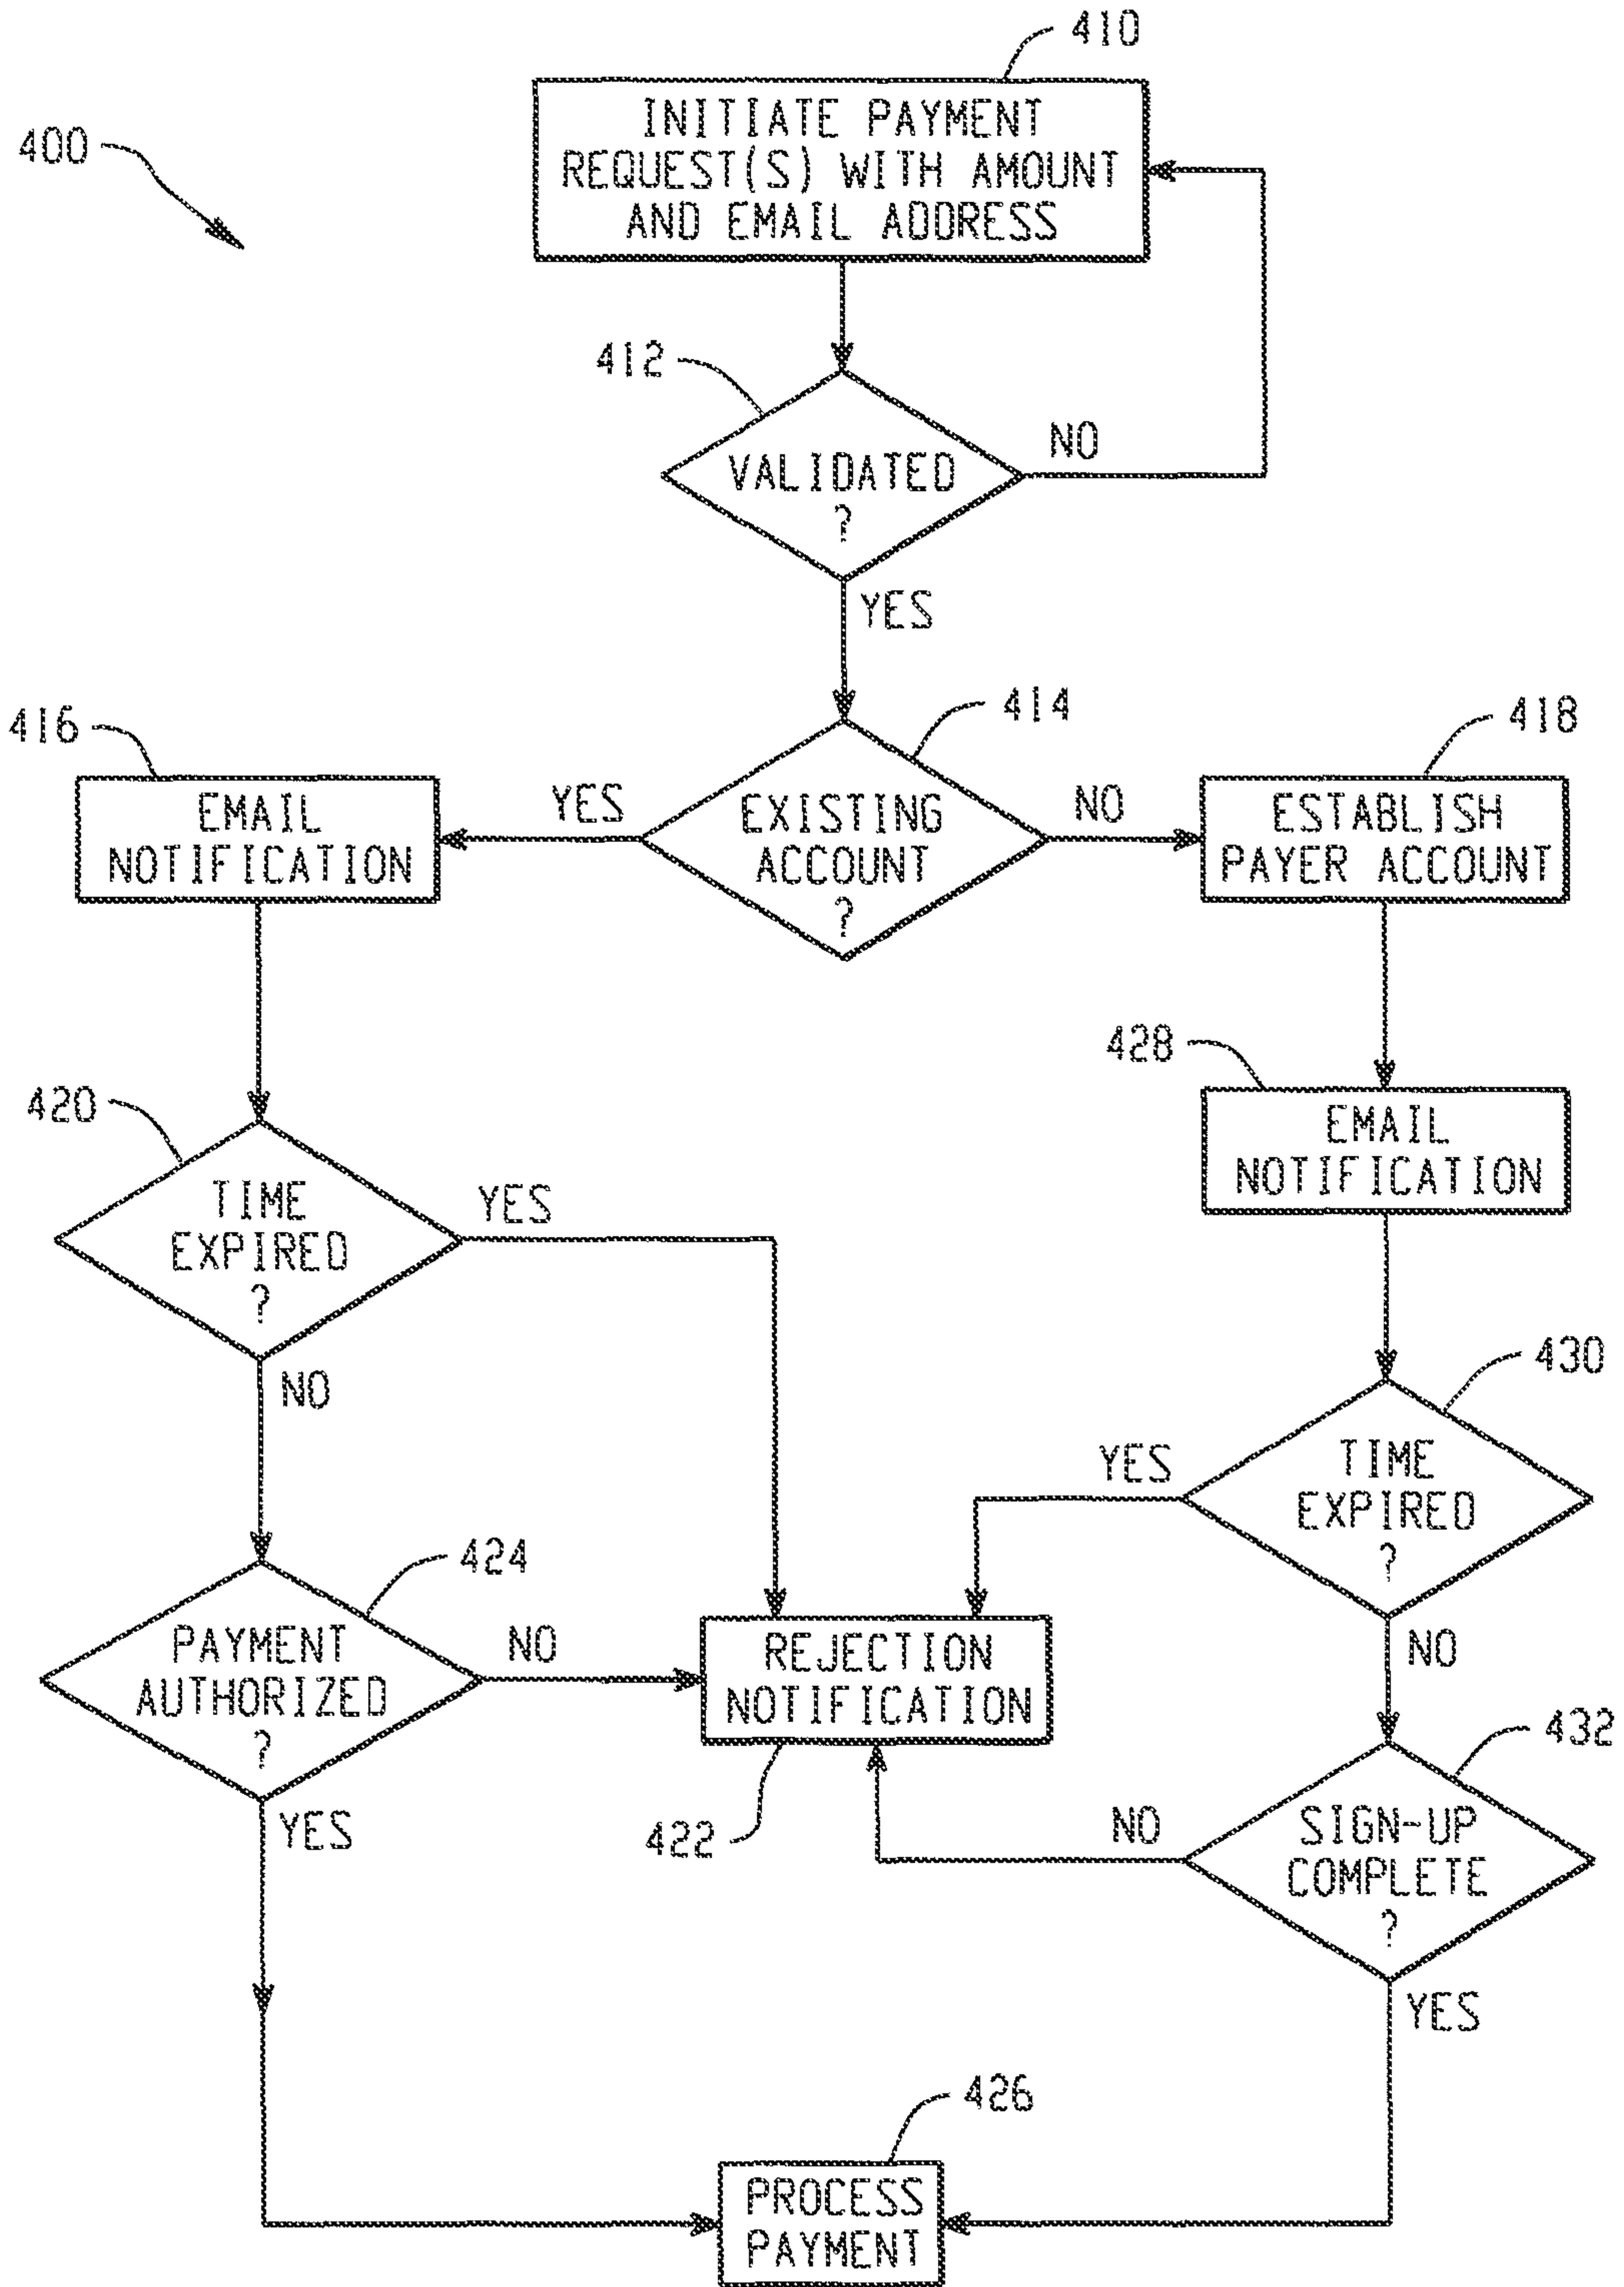 410
400
INITIATE PAYMENT
REQUEST(S) WITH AMOUNT
AND EMAIL ADDRESS
412
NO
VALIDATED
?
YES
414
416
418
EMAIL
NOTIFICATION
YES
EXISTING
ACCOUNT
?
NO
ESTABLISH
PAYER ACCOUNT
428
420
EMAIL
NOTIFICATION
TIME
EXPIRED
?
YES
NO
430
YES
TIME
EXPIRED
?
424
PAYMENT
AUTHORIZED
?
NO
REJECTION
NOTIFICATION
NO
432
YES
422
NO
SIGN-UP
COMPLETE
?
YES
426
PROCESS
PAYMENT